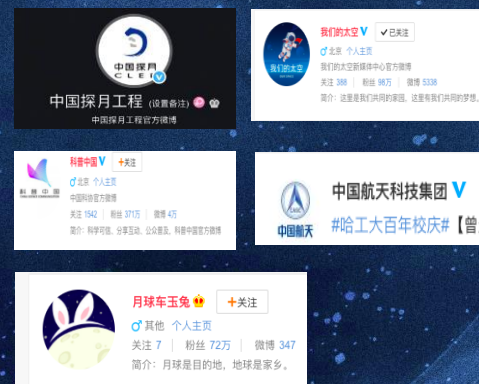 中国探月
CLEP
中国探月工程 (设置备注)
中国探月工程官方微博
我们的太空
我们的太空 V 已关注
北京 个人主页
我们的太空新媒体中心官方微博
关注 388 粉丝 98万 微博 5338
简介：这里是我们共同的家园，这里有我们共同的梦想。
科普中国
科普中国 V +关注
北京 个人主页
中国科协官方微博
关注 1542 粉丝 371万 微博 4万
简介：科学可信，分享互动，公众普及，科普中国官方微博
中国航天
中国航天科技集团 V
#哈工大百年校庆#【曾
月球车玉兔 +关注
其他 个人主页
关注 7 粉丝 72万 微博 347
简介：月球是目的地，地球是家乡。